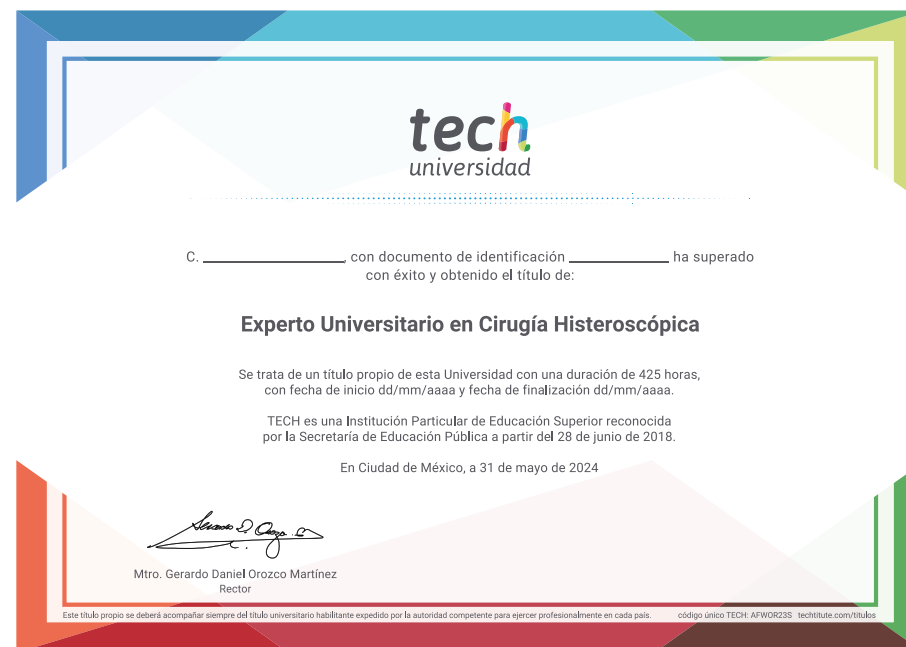 tech
universidad
C. ____________, con documento de identificación ____________ ha superado
con éxito y obtenido el título de:
Experto Universitario en Cirugía Histeroscópica
Se trata de un título propio de esta Universidad con una duración de 425 horas,
con fecha de inicio dd/mm/aaaa y fecha de finalización dd/mm/aaaa.
TECH es una Institución Particular de Educación Superior reconocida
por la Secretaría de Educación Pública a partir del 28 de junio de 2018.
En Ciudad de México, a 31 de mayo de 2024
Mtro. Gerardo Daniel Orozco Martínez
Rector
Este título propio se deberá acompañar siempre del título universitario habilitante expedido por la autoridad competente para ejercer profesionalmente en cada país. código único TECH: AFWOR23S techtitute.com/titulos